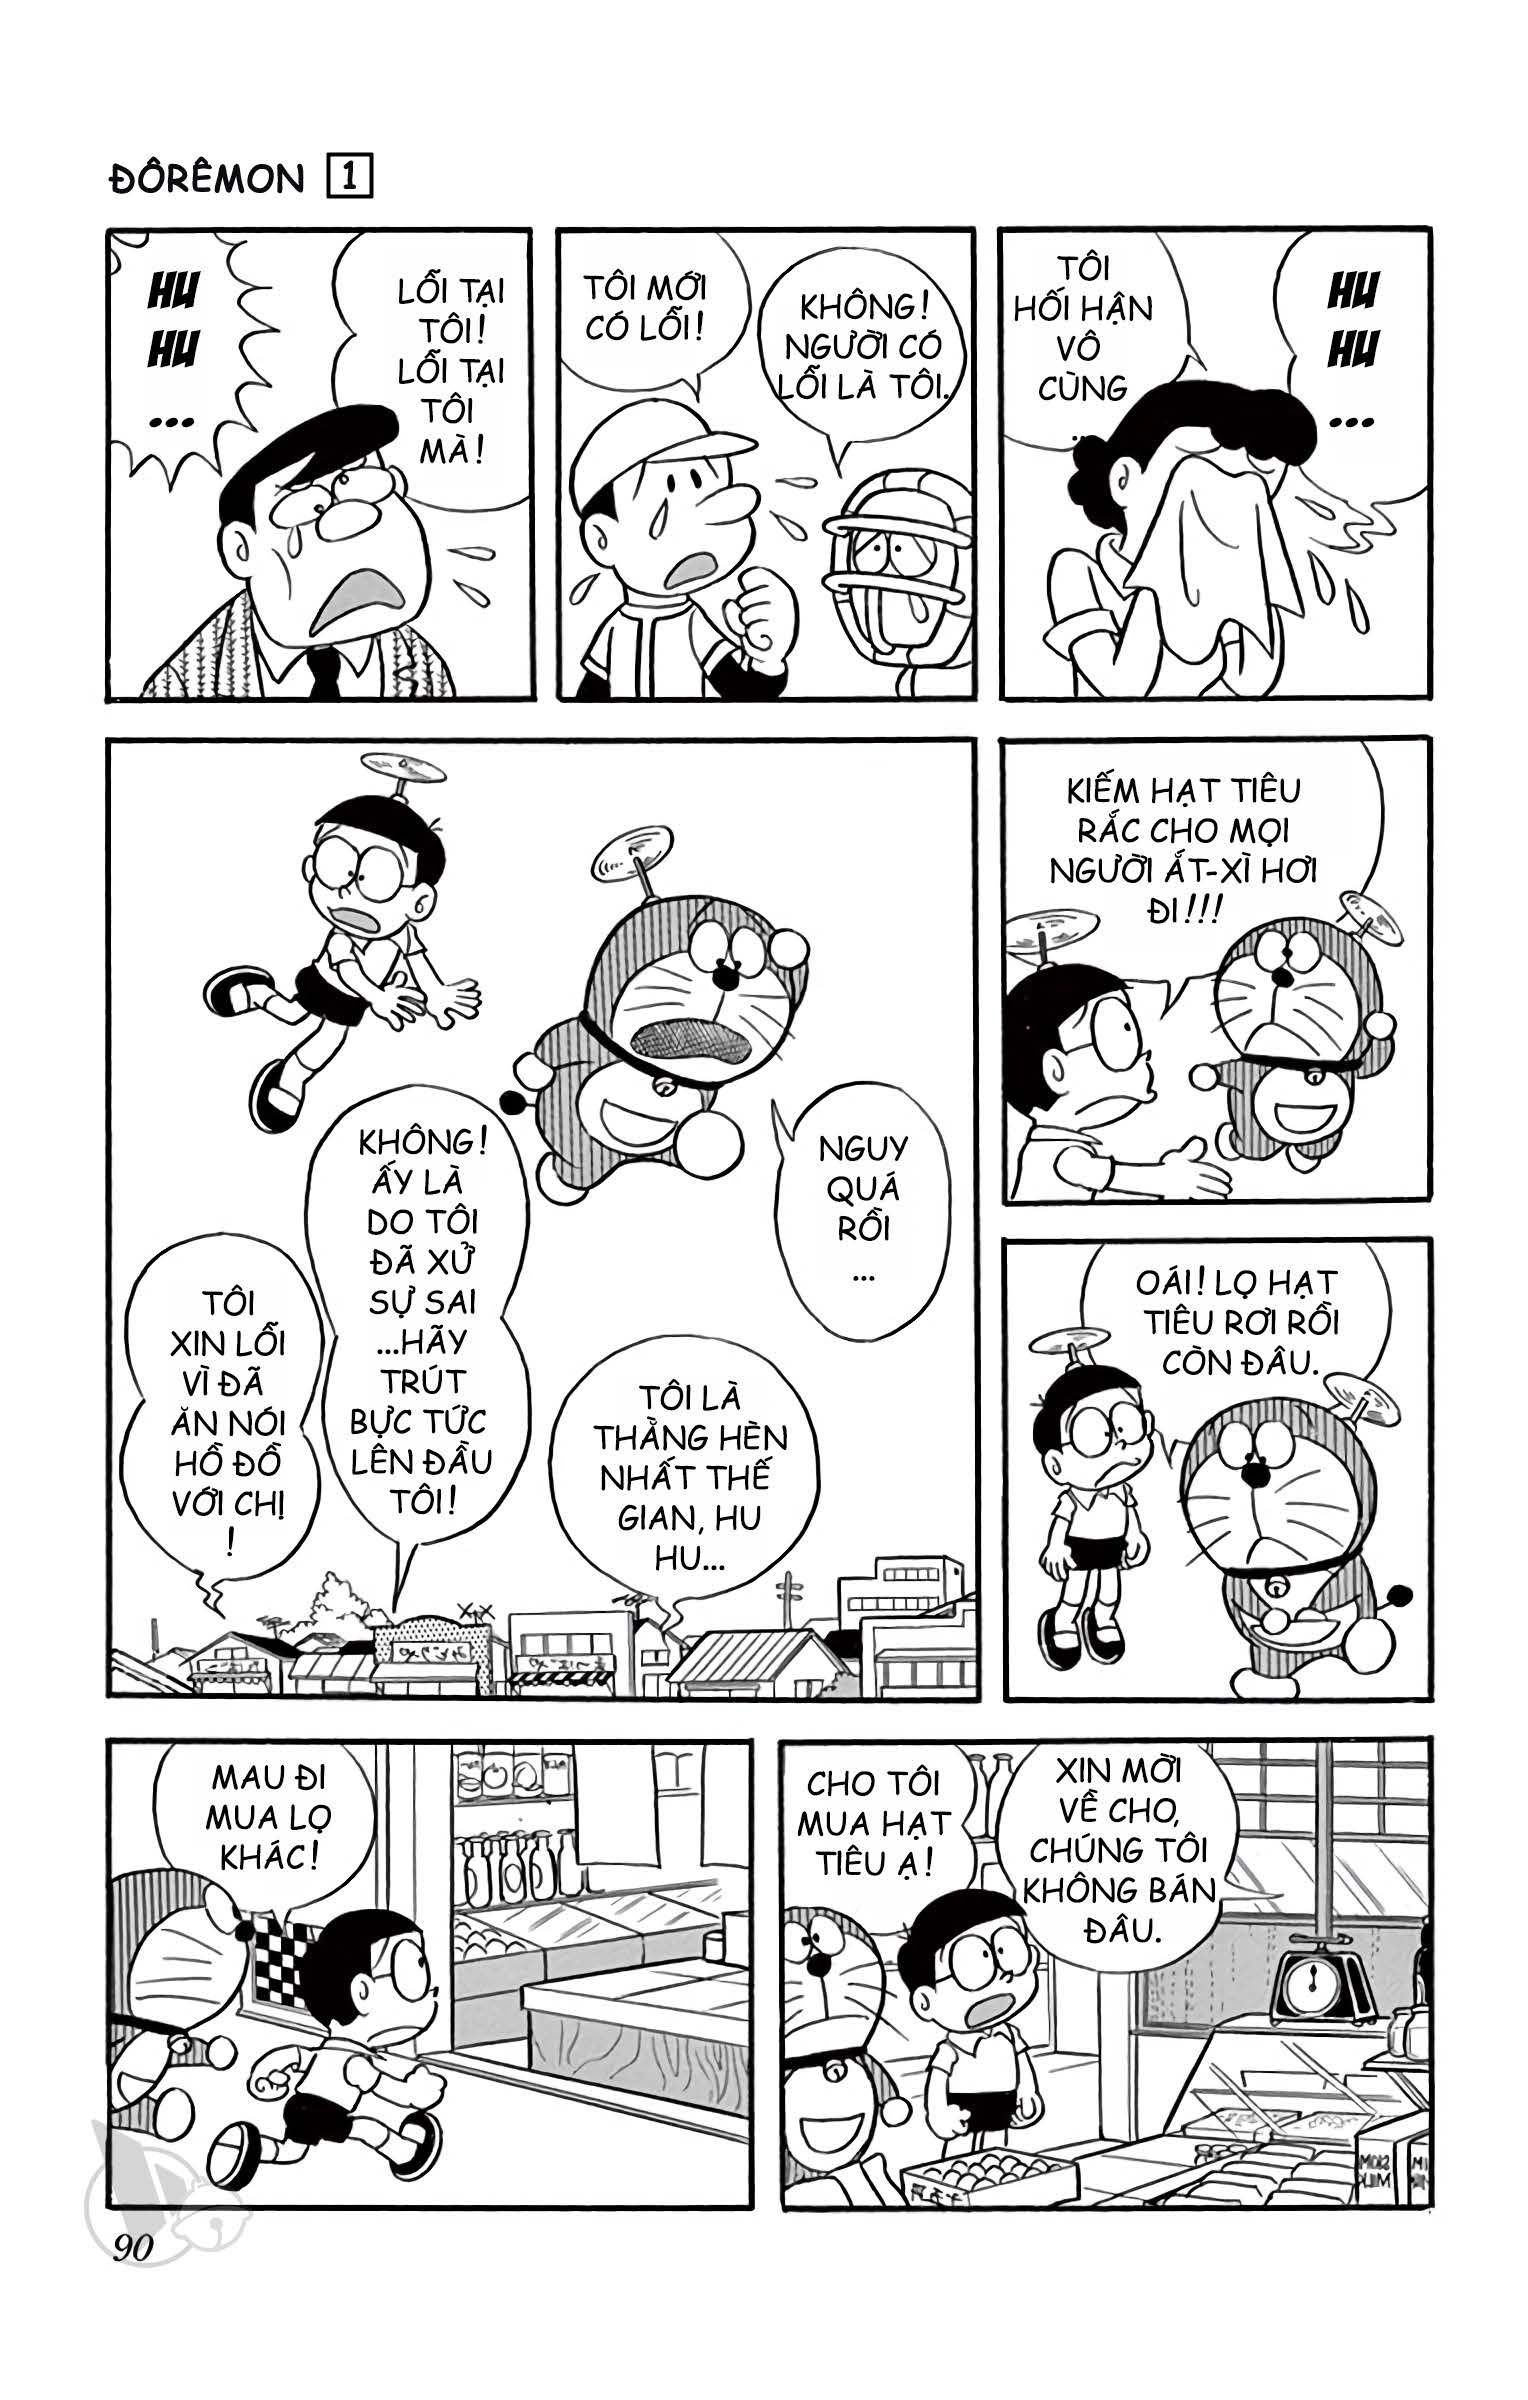 ĐÔRÊMON 1
HU
HU
...
LỖI TẠI
TÔI!
LỖI TẠI
TÔI
MÀ!
TÔI MỚI
CÓ LỖI!
KHÔNG!
NGƯỜI CÓ
LỖI LÀ TÔI.
TÔI
HỐI HẬN
VÔ
CÙNG
...
HU
HU
...
TÔI
XIN LỖI
VÌ ĐÃ
ĂN NÓI
HỒ ĐỒ
VỚI CHỊ
!
KHÔNG!
ẤY LÀ
DO TÔI
ĐÃ XỬ
SỰ SAI
...HÃY
TRÚT
BỰC TỨC
LÊN ĐẦU
TÔI!
TÔI LÀ
THẰNG HÈN
NHẤT THẾ
GIAN, HU
HU...
NGUY
QUÁ
RỒI
...
KIẾM HẠT TIÊU
RẮC CHO MỌI
NGƯỜI ẮT-XÌ HƠI
ĐI!!!
OÁI! LỌ HẠT
TIÊU RƠI RỒI
CÒN ĐÂU.
MAU ĐI
MUA LỌ
KHÁC!
CHO TÔI
MUA HẠT
TIÊU Ạ!
XIN MỜI
VỀ CHO,
CHÚNG TÔI
KHÔNG BÁN
ĐÂU.
90